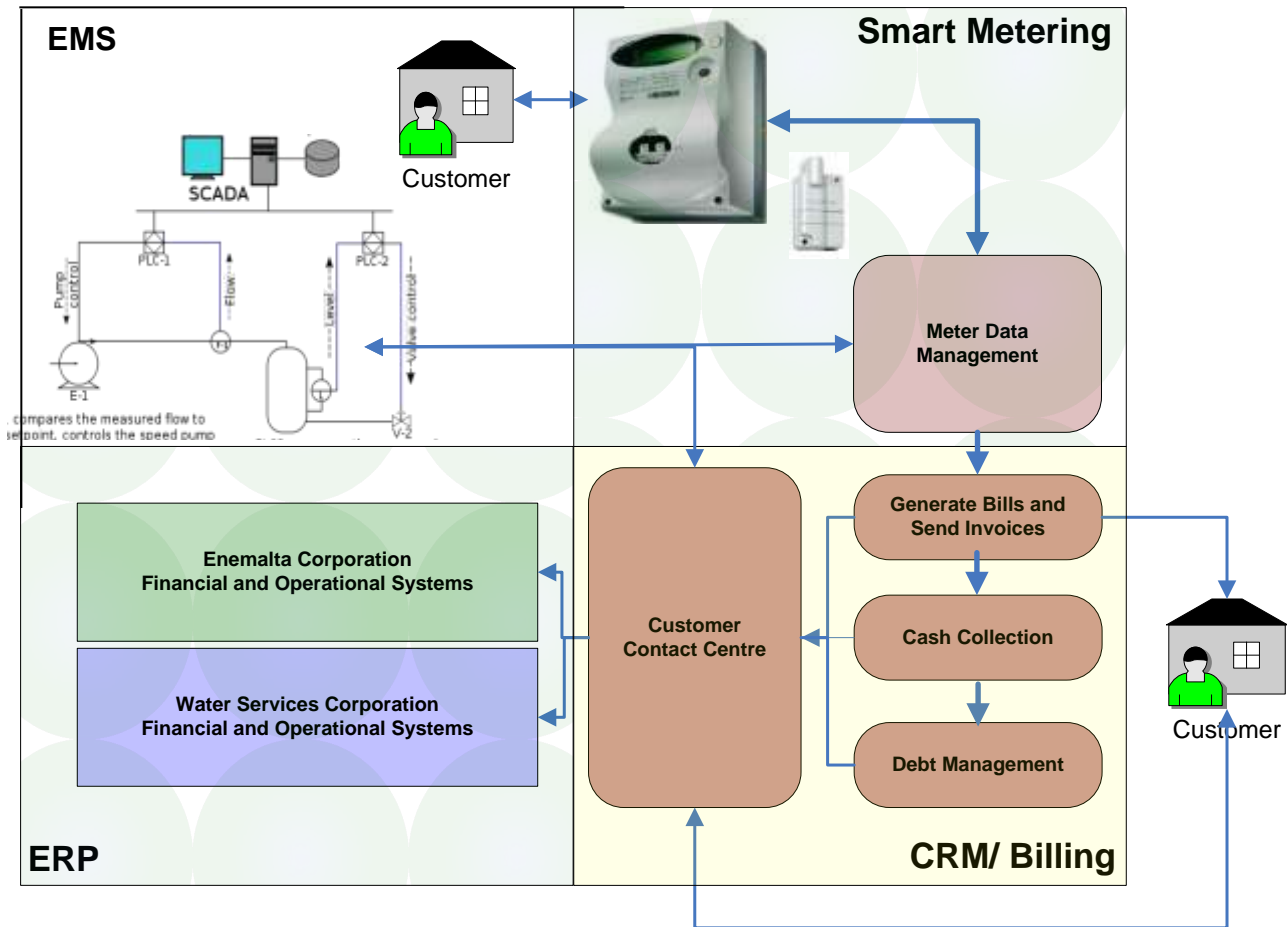 EMS
Smart Metering
Customer
SCADA
PLC-1
PLC-2
Pump
control
Flow
Level
Valve control
E-1
V-2
compares the measured flow to
setpoint, controls the speed pump
Meter Data
Management
Enemalta Corporation
Financial and Operational Systems
Water Services Corporation
Financial and Operational Systems
Customer
Contact Centre
Generate Bills and
Send Invoices
Cash Collection
Debt Management
Customer
ERP
CRM/ Billing